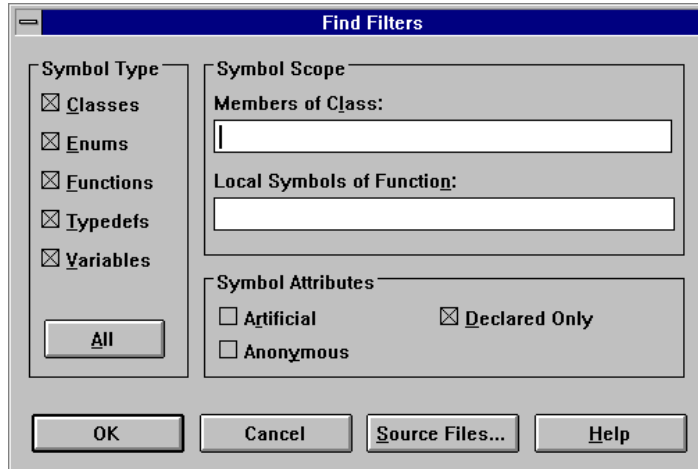 Find Filters
Symbol Type
Classes
Enums
Functions
Typedefs
Variables
All
Symbol Scope
Members of Class:
Local Symbols of Function:
Symbol Attributes
Artificial
Declared Only
Anonymous
OK
Cancel
Source Files...
Help